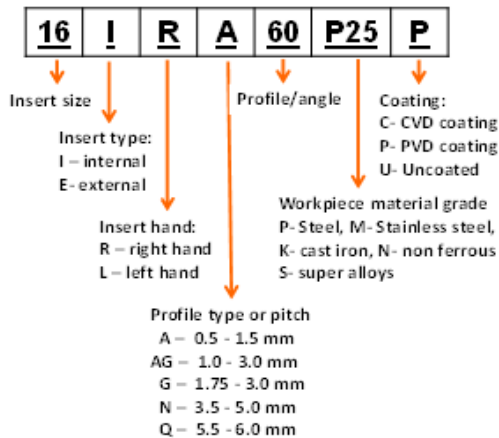 16 I R A 60 P25 P
Insert size
Profile/angle
Coating:
C- CVD coating
P- PVD coating
U- Uncoated
Insert type:
I – internal
E- external
Workpiece material grade
P- Steel, M- Stainless steel,
K- cast iron, N- non ferrous
S- super alloys
Insert hand:
R – right hand
L – left hand
Profile type or pitch
A – 0.5 - 1.5 mm
AG – 1.0 - 3.0 mm
G – 1.75 - 3.0 mm
N – 3.5 - 5.0 mm
Q – 5.5 - 6.0 mm